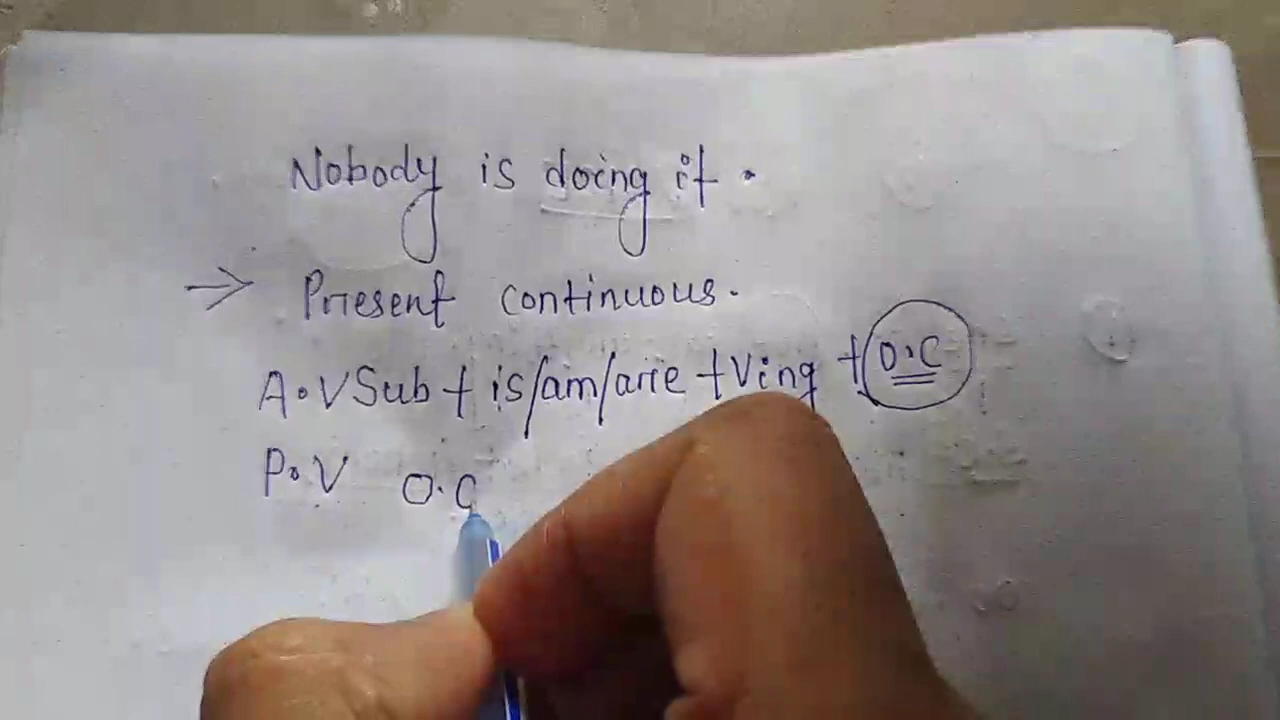 Nobody is doing it.
→ Present continuous.
A.V Sub + is/am/are + Ving + O.C
P.V O.C